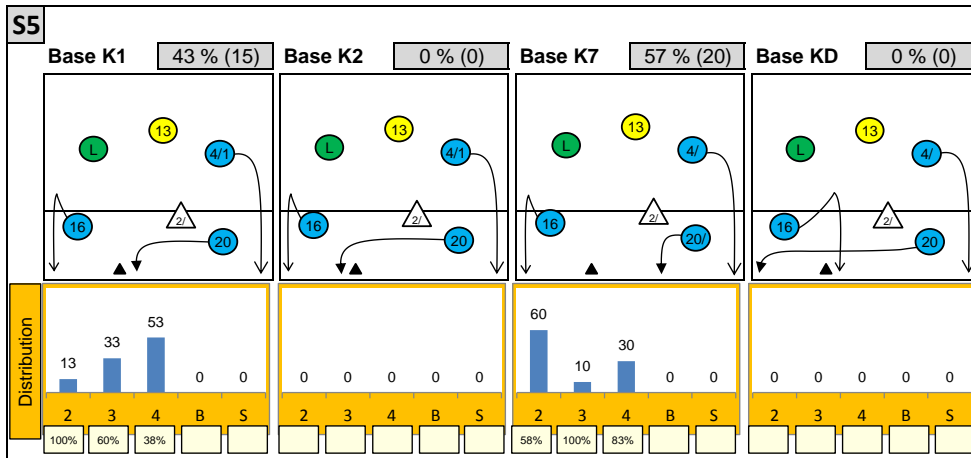 S5
Base K1 43 % (15) Base K2 0 % (0) Base K7 57 % (20) Base KD 0 % (0)
13 13 13 13
L 4/1 L 4/1 L 4/ L 4/
16 2/ 20 16 2/ 20 16 2/ 20/ 16 2/ 20
Distribution
13 33 53 0 0 0 0 0 0 0 60 10 30 0 0 0 0 0 0 0
2 3 4 B S 2 3 4 B S 2 3 4 B S 2 3 4 B S
100% 60% 38% 58% 100% 83%